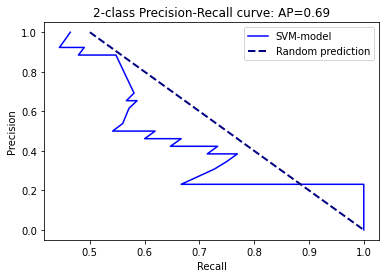 2-class Precision-Recall curve: AP=0.69
SVM-model
Random prediction
Precision
1.0
0.8
0.6
0.4
0.2
0.0
0.5 0.6 0.7 0.8 0.9 1.0
Recall